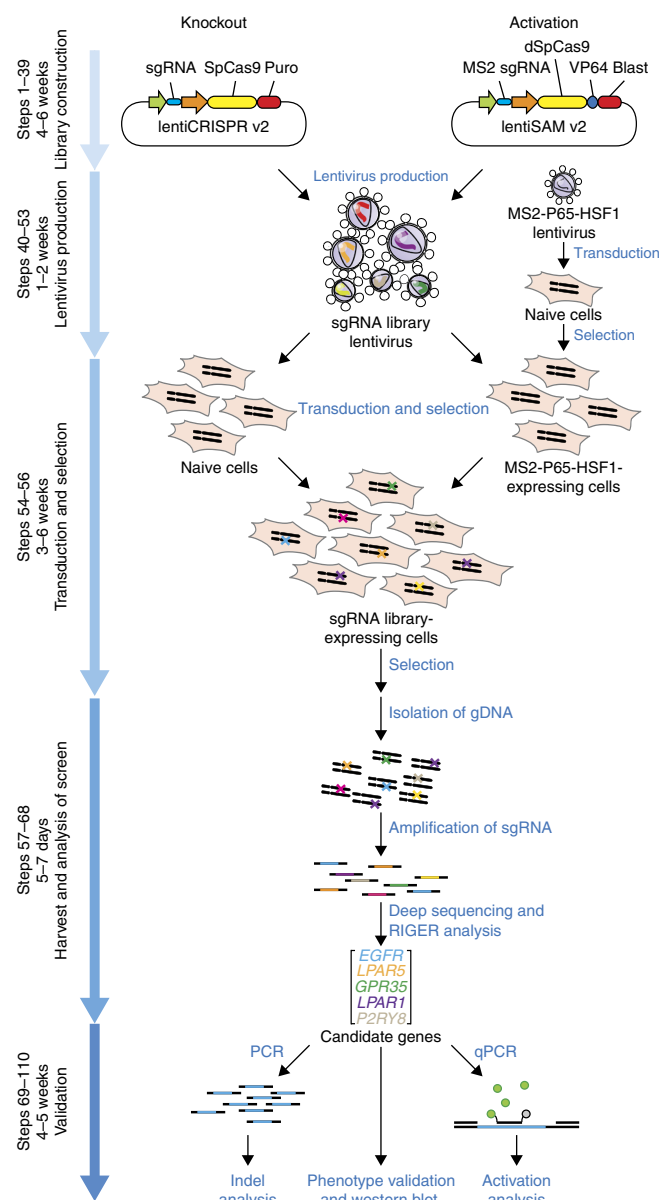 Knockout
Activation
Steps 1–39
4–6 weeks
Library construction
sgRNA SpCas9 Puro
lentiCRISPR v2
dSpCas9
MS2 sgRNA VP64 Blast
lentiSAM v2
Steps 40–53
1–2 weeks
Lentivirus production
Lentivirus production
MS2-P65-HSF1
lentivirus
Transduction
Naive cells
Selection
sgRNA library
lentivirus
Steps 54–56
3–6 weeks
Transduction and selection
Transduction and selection
Naive cells
MS2-P65-HSF1-
expressing cells
sgRNA library-
expressing cells
Selection
Steps 57–68
5–7 days
Harvest and analysis of screen
Isolation of gDNA
Amplification of sgRNA
Deep sequencing and
RIGER analysis
EGFR
LPAR5
GPR35
LPAR1
P2RY8
Candidate genes
Steps 69–110
4–5 weeks
Validation
PCR
qPCR
Indel
analysis
Phenotype validation
and western blot
Activation
analysis